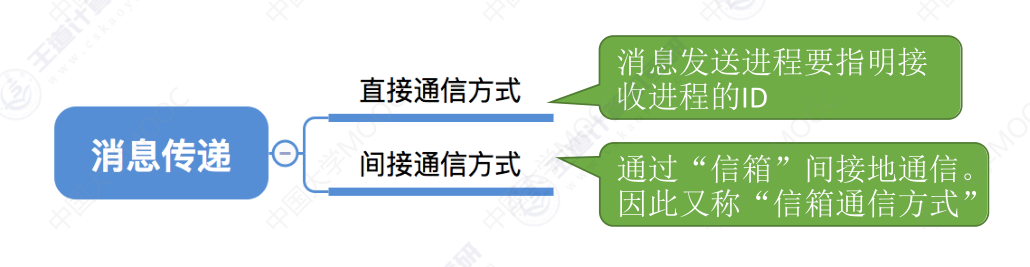 消息传递
直接通信方式
消息发送进程要指明接
收进程的ID
间接通信方式
通过“信箱”间接地通信。
因此又称“信箱通信方式”